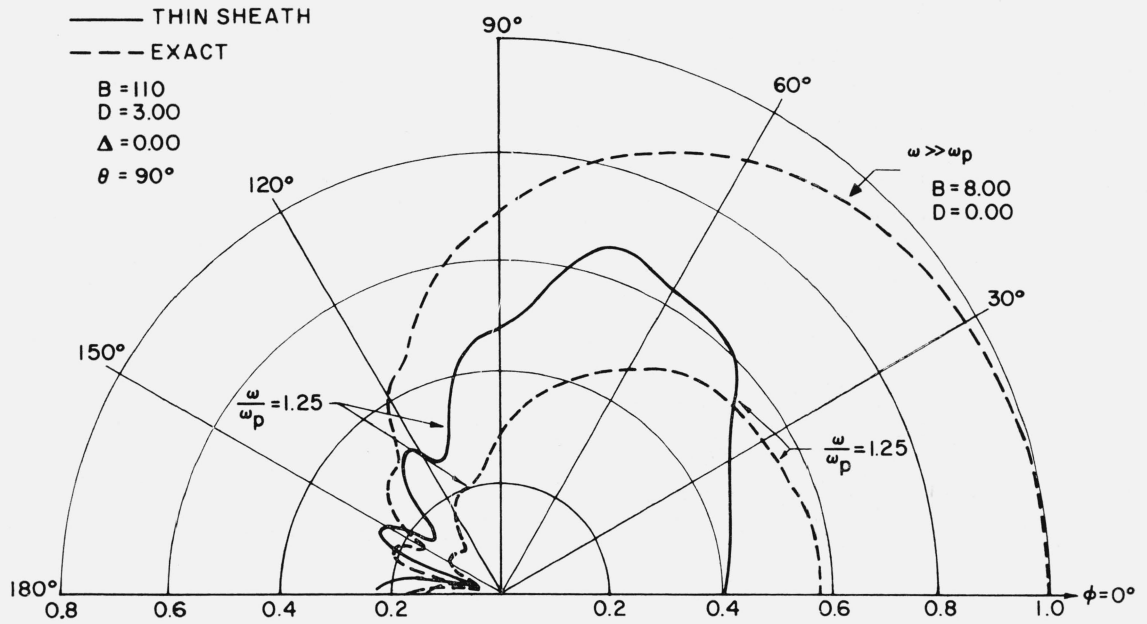 THIN SHEATH
EXACT
B = 110
D = 3.00
Δ = 0.00
θ = 90°
90°
60°
ω >> ωp
B = 8.00
D = 0.00
120°
30°
150°
ω/ωp = 1.25
ω/ωp = 1.25
180°
ϕ = 0°
0.8 0.6 0.4 0.2 0.2 0.4 0.6 0.8 1.0